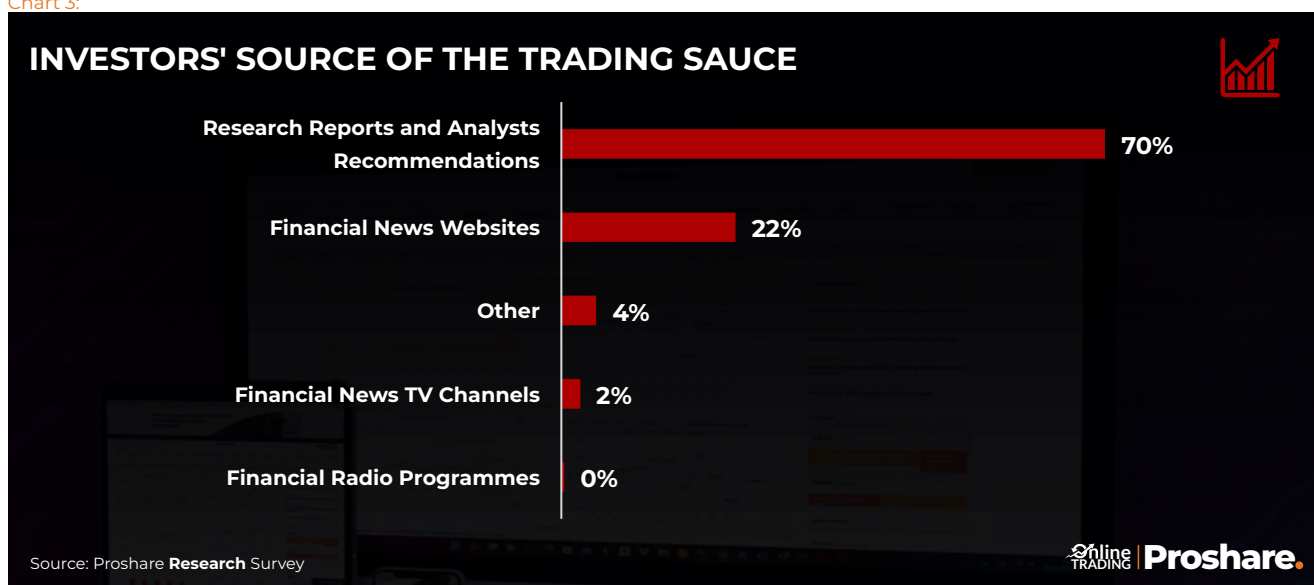 Chart 3:
INVESTORS' SOURCE OF THE TRADING SAUCE
Research Reports and Analysts
Recommendations
70%
Financial News Websites
22%
Other
4%
Financial News TV Channels
2%
Financial Radio Programmes
0%
Source: Proshare Research Survey
Online
TRADING
Proshare.